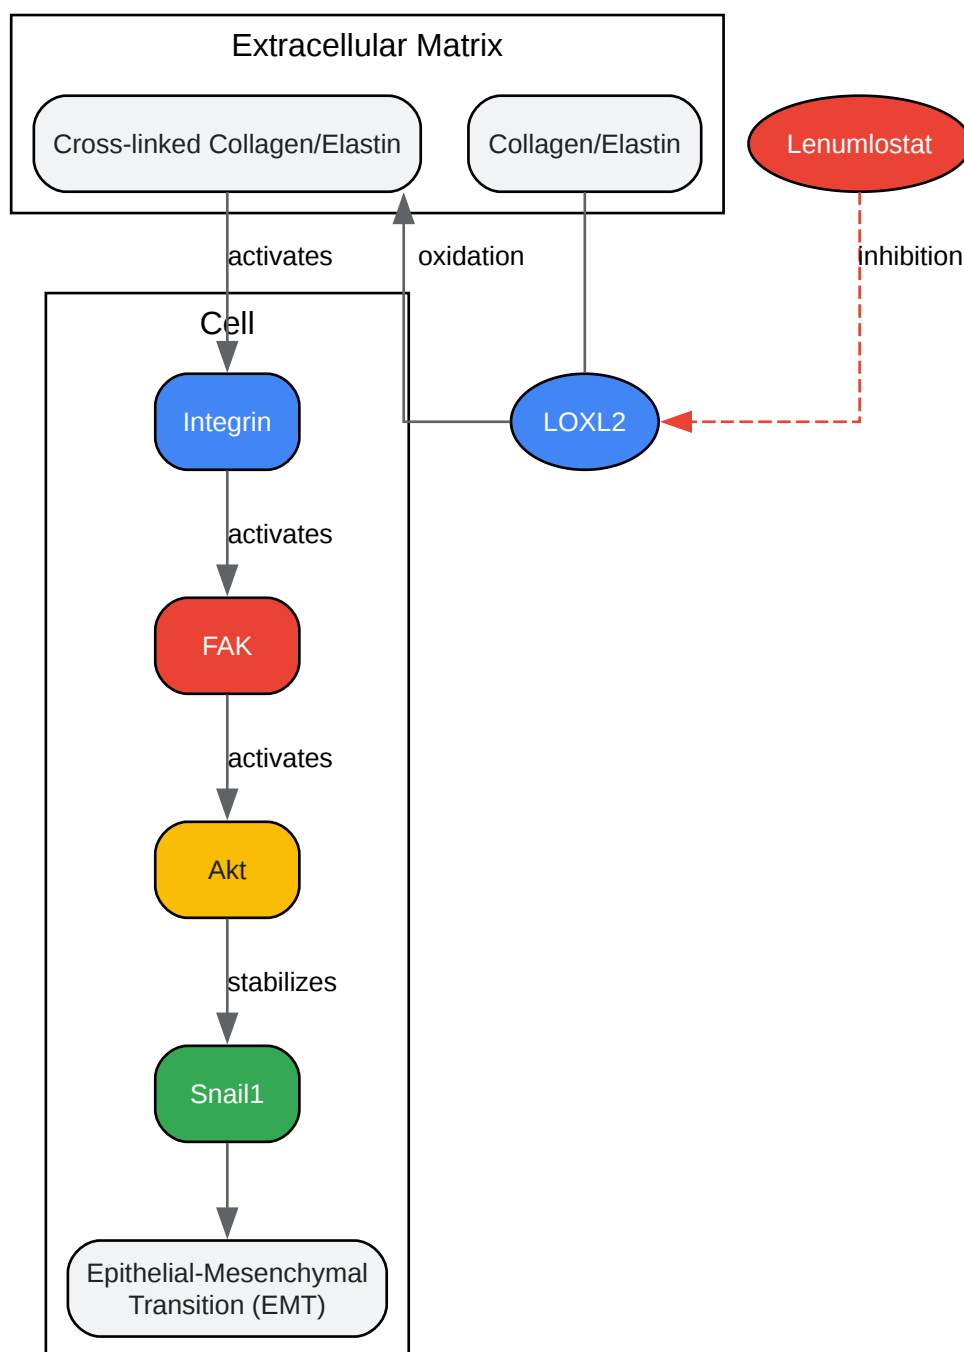 Extracellular Matrix
Cross-linked Collagen/Elastin
Collagen/Elastin
Lenumlostat
activates
oxidation
inhibition
Cell
Integrin
LOXL2
activates
FAK
activates
Akt
stabilizes
Snail1
Epithelial-Mesenchymal
Transition (EMT)